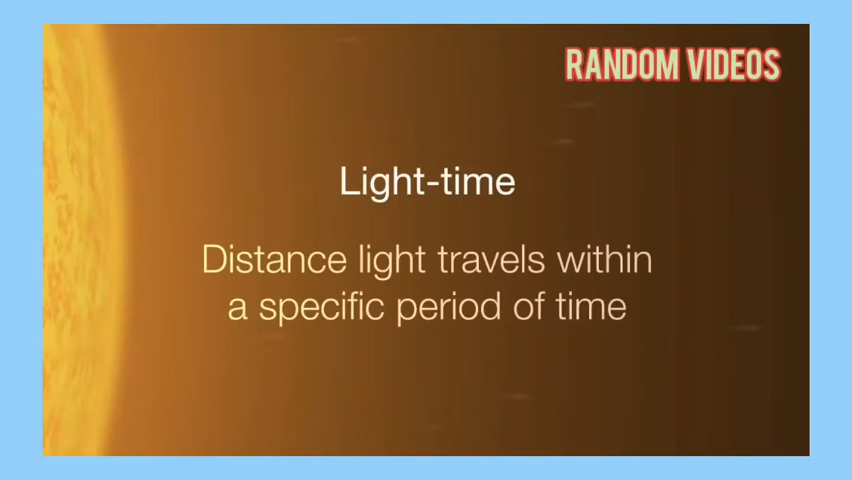 RANDOM VIDEOS
Light-time
Distance light travels within
a specific period of time